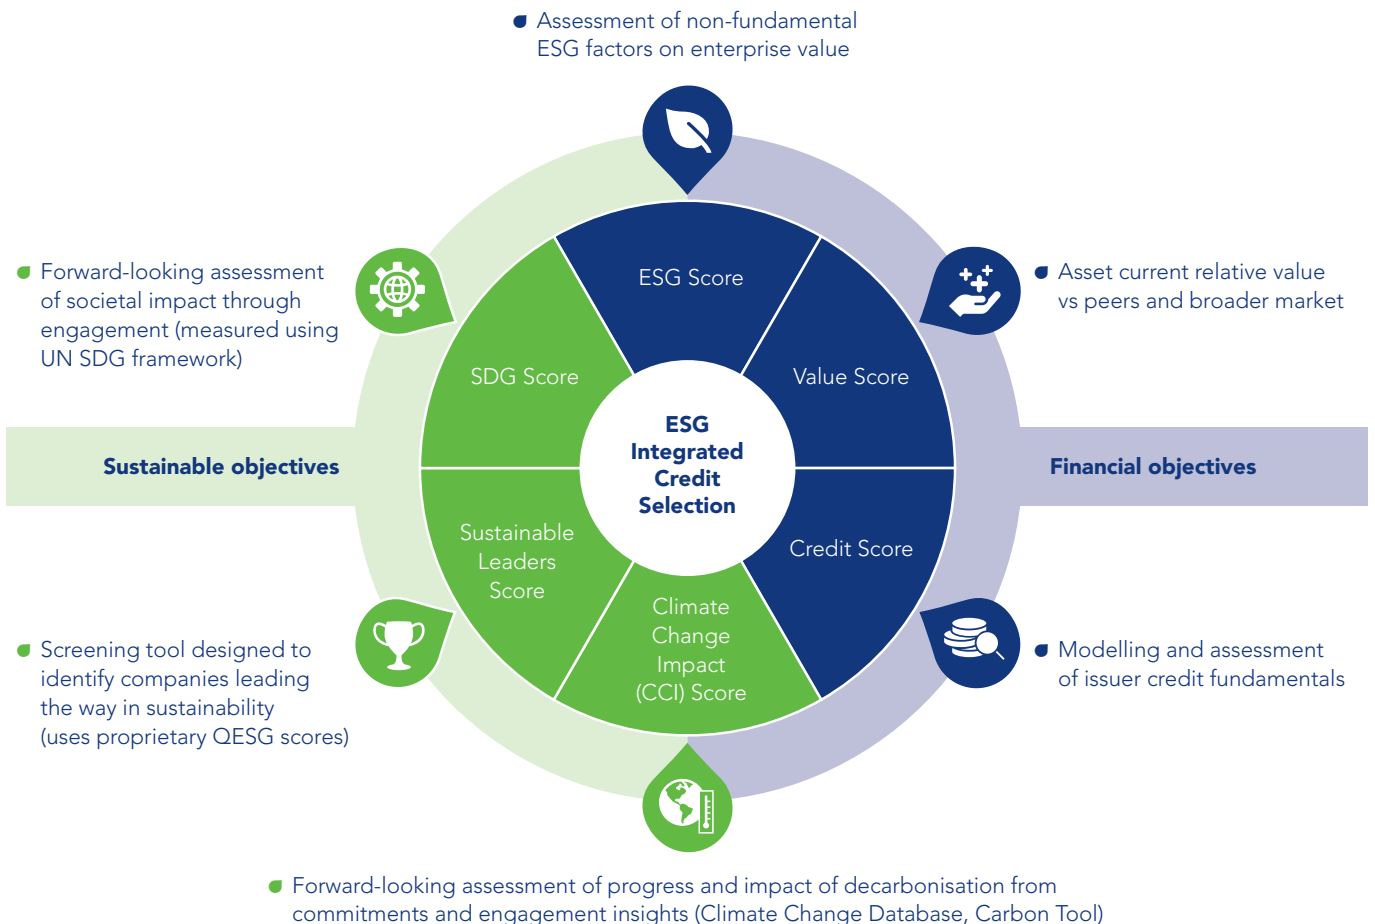 Assessment of non-fundamental
ESG factors on enterprise value
Forward-looking assessment
of societal impact through
engagement (measured using
UN SDG framework)
Asset current relative value
vs peers and broader market
ESG Score
SDG Score
Value Score
Sustainable objectives
ESG
Integrated
Credit
Selection
Financial objectives
Sustainable
Leaders
Score
Credit Score
Climate
Change
Impact
(CCI) Score
Screening tool designed to
identify companies leading
the way in sustainability
(uses proprietary QESG scores)
Modelling and assessment
of issuer credit fundamentals
Forward-looking assessment of progress and impact of decarbonisation from
commitments and engagement insights (Climate Change Database, Carbon Tool)